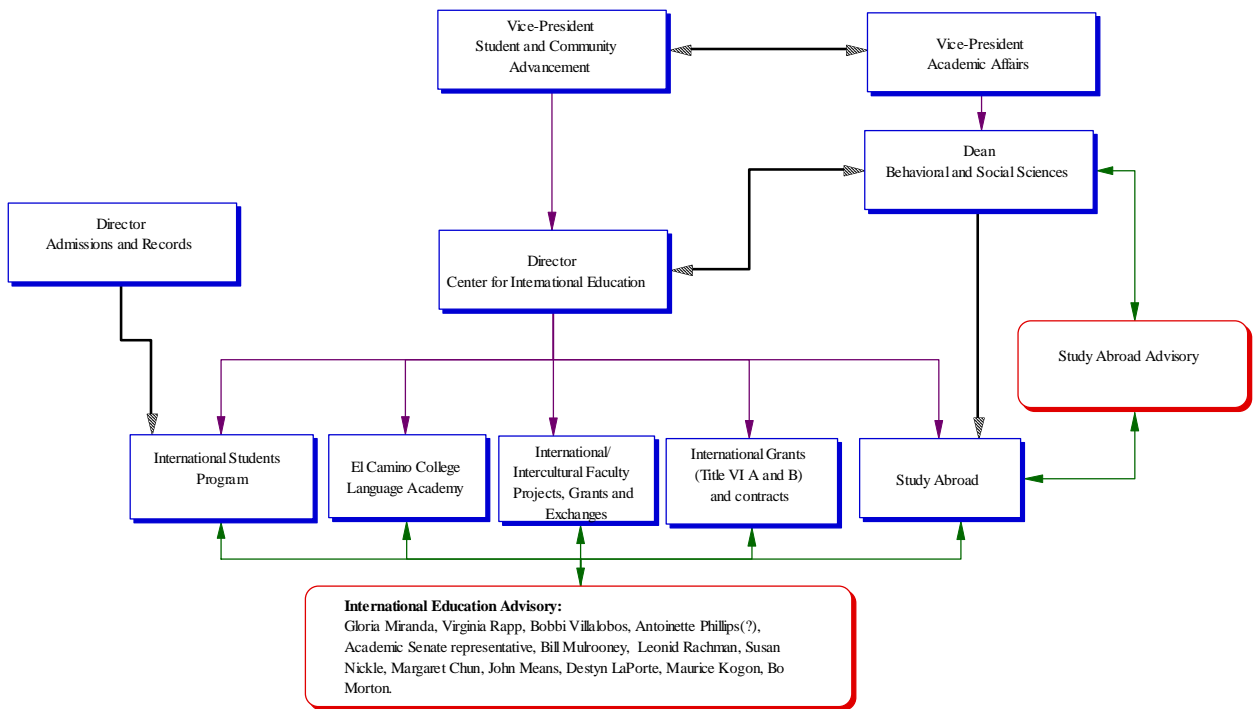 Vice-President
Student and Community
Advancement
Vice-President
Academic Affairs
Dean
Behavioral and Social Sciences
Director
Admissions and Records
Director
Center for International Education
Study Abroad Advisory
International Students
Program
El Camino College
Language Academy
International/
Intercultural Faculty
Projects, Grants and
Exchanges
International Grants
(Title VI A and B)
and contracts
Study Abroad
International Education Advisory:
Gloria Miranda, Virginia Rapp, Bobbi Villalobos, Antoinette Phillips(?),
Academic Senate representative, Bill Mulrooney, Leonid Rachman, Susan
Nickle, Margaret Chun, John Means, Destyn LaPorte, Maurice Kogon, Bo
Morton.